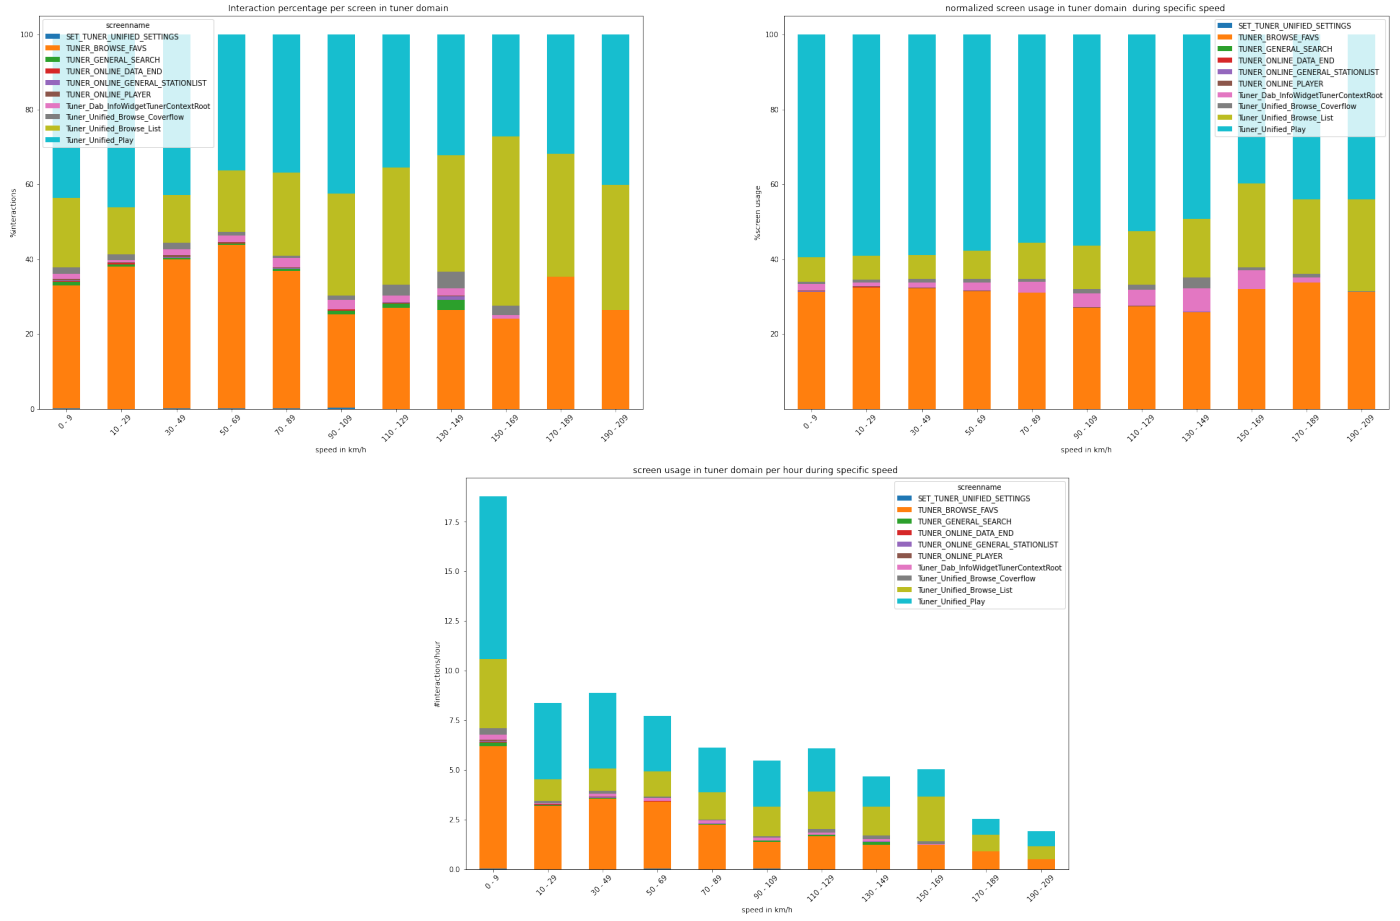 Interaction percentage per screen in tuner domain
screenname
SET_TUNER_UNIFIED_SETTINGS
TUNER_BROWSE_FAVS
TUNER_GENERAL_SEARCH
TUNER_ONLINE_DATA_END
TUNER_ONLINE_GENERAL_STATIONLIST
TUNER_ONLINE_PLAYER
Tuner_Dab_InfoWidgetTunerContextRoot
Tuner_Unified_Browse_Coverflow
Tuner_Unified_Browse_List
Tuner_Unified_Play
%interactions
100
80
60
40
20
0
0 - 9
10 - 29
30 - 49
50 - 69
70 - 89
90 - 109
110 - 129
130 - 149
150 - 169
170 - 189
190 - 209
speed in km/h
normalized screen usage in tuner domain  during specific speed
SET_TUNER_UNIFIED_SETTINGS
TUNER_BROWSE_FAVS
TUNER_GENERAL_SEARCH
TUNER_ONLINE_DATA_END
TUNER_ONLINE_GENERAL_STATIONLIST
TUNER_ONLINE_PLAYER
Tuner_Dab_InfoWidgetTunerContextRoot
Tuner_Unified_Browse_Coverflow
Tuner_Unified_Browse_List
Tuner_Unified_Play
%screen usage
100
80
60
40
20
0 - 9
10 - 29
30 - 49
50 - 69
70 - 89
90 - 109
110 - 129
130 - 149
150 - 169
170 - 189
190 - 209
speed in km/h
screen usage in tuner domain per hour during specific speed
screenname
SET_TUNER_UNIFIED_SETTINGS
TUNER_BROWSE_FAVS
TUNER_GENERAL_SEARCH
TUNER_ONLINE_DATA_END
TUNER_ONLINE_GENERAL_STATIONLIST
TUNER_ONLINE_PLAYER
Tuner_Dab_InfoWidgetTunerContextRoot
Tuner_Unified_Browse_Coverflow
Tuner_Unified_Browse_List
Tuner_Unified_Play
#interactions/hour
17.5
15.0
12.5
10.0
7.5
5.0
2.5
0.0
0 - 9
10 - 29
30 - 49
50 - 69
70 - 89
90 - 109
110 - 129
130 - 149
150 - 169
170 - 189
190 - 209
speed in km/h